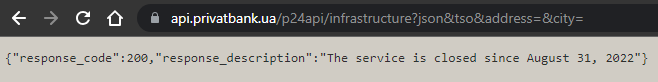 api.privatbank.ua/p24api/infrastructure?json&tso&address=&city=
{"response_code":200,"response_description":"The service is closed since August 31, 2022"}